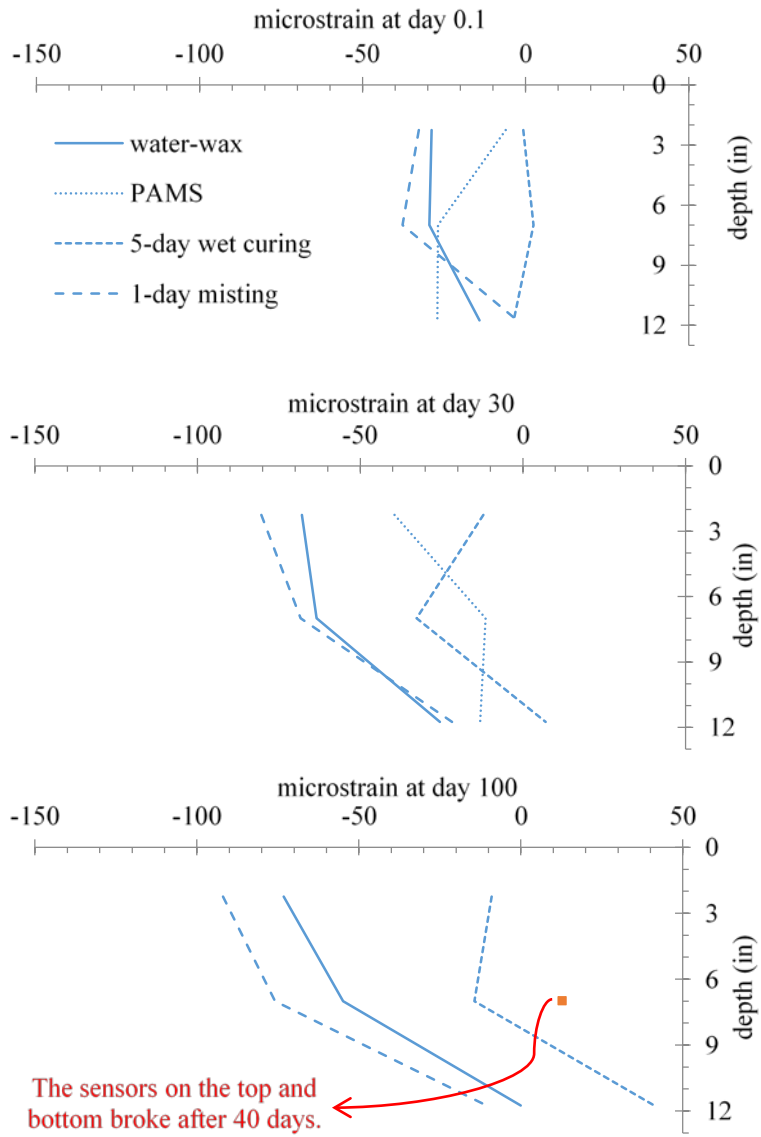 microstrain at day 0.1
-150 -100 -50 0 50
0
3
6
9
12
depth (in)
water-wax
PAMS
5-day wet curing
1-day misting
microstrain at day 30
-150 -100 -50 0 50
0
3
6
9
12
depth (in)
microstrain at day 100
-150 -100 -50 0 50
0
3
6
9
12
depth (in)
The sensors on the top and
bottom broke after 40 days.